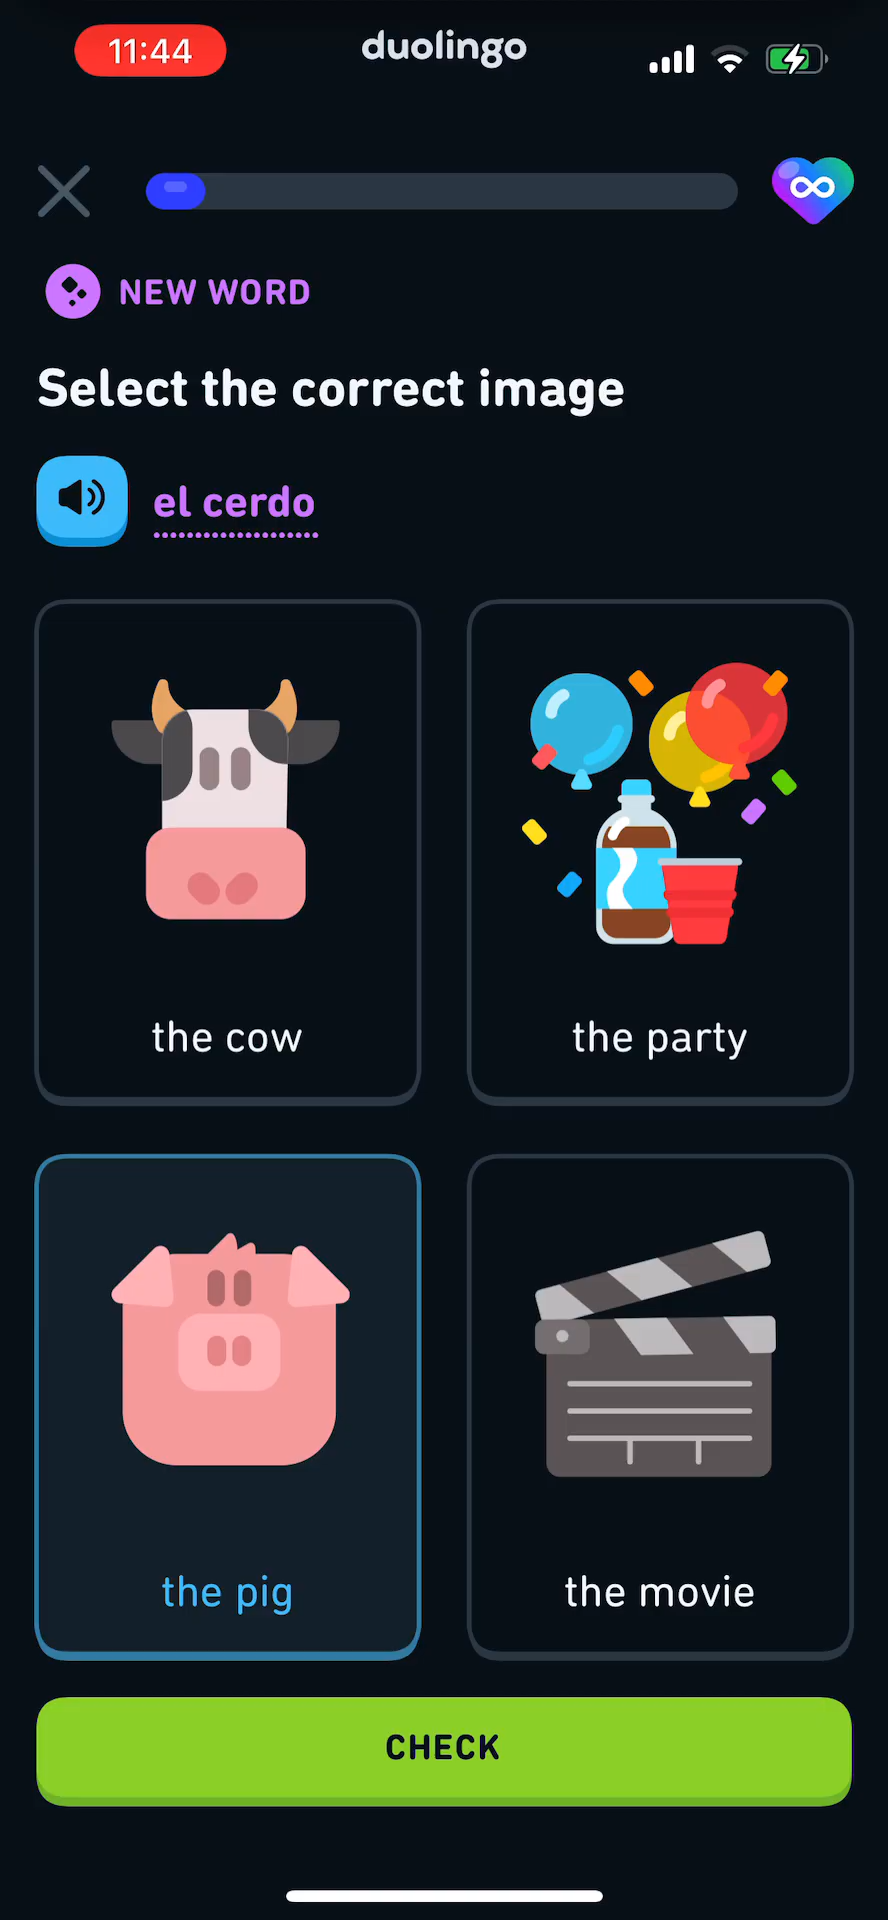 11:44
duolingo
NEW WORD
Select the correct image
el cerdo
the cow
the party
the pig
the movie
CHECK